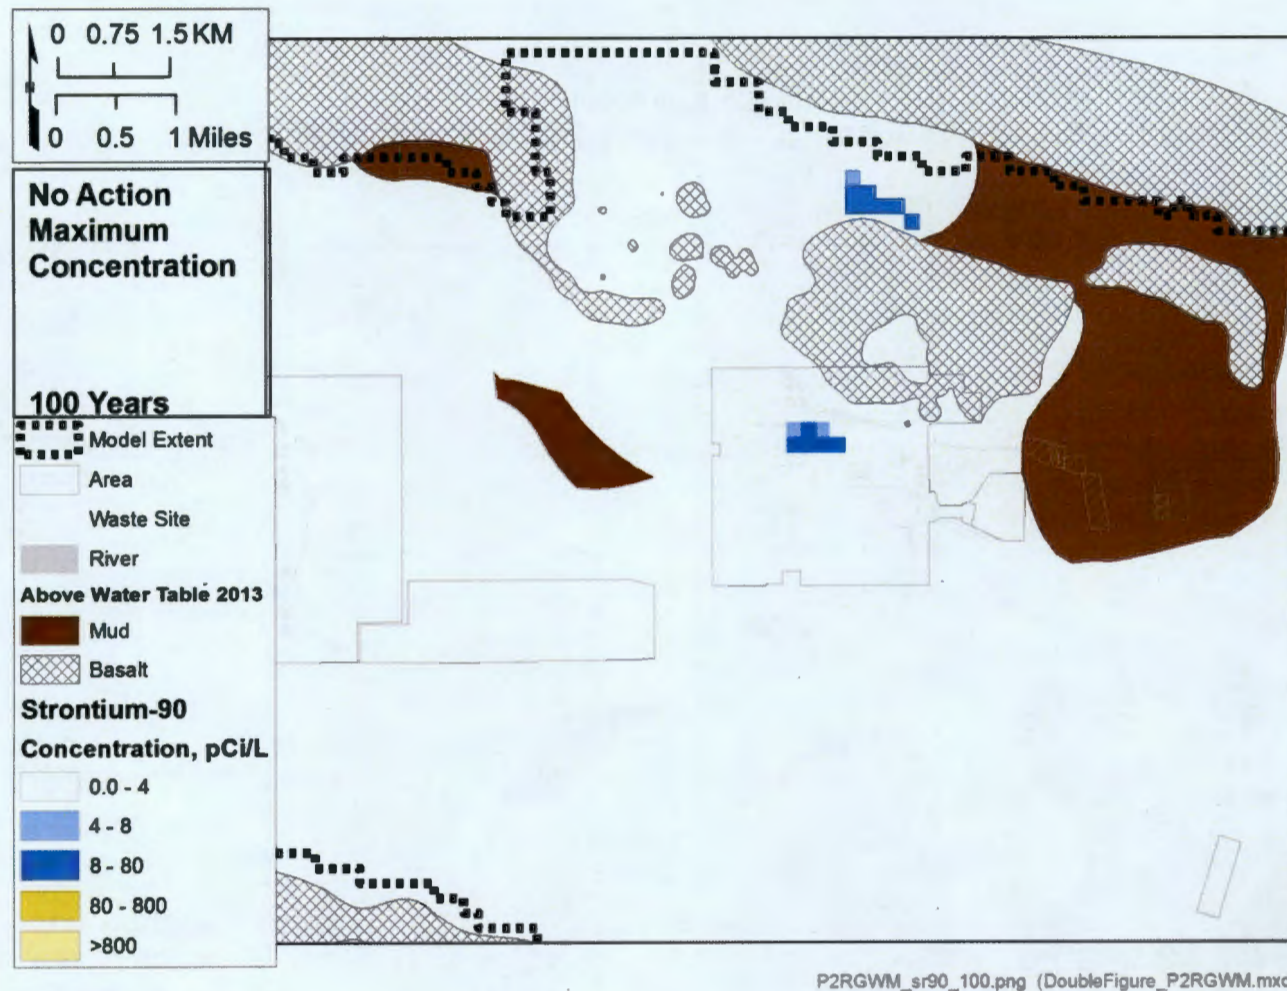 0 0.75 1.5 KM
0 0.5 1 Miles
No Action
Maximum
Concentration
100 Years
Model Extent
Area
Waste Site
River
Above Water Table 2013
Mud
Basalt
Strontium-90
Concentration, pCi/L
0.0 - 4
4 - 8
8 - 80
80 - 800
>800
P2RGWM_sr90_100.png (DoubleFigure_P2RGWM.mxd